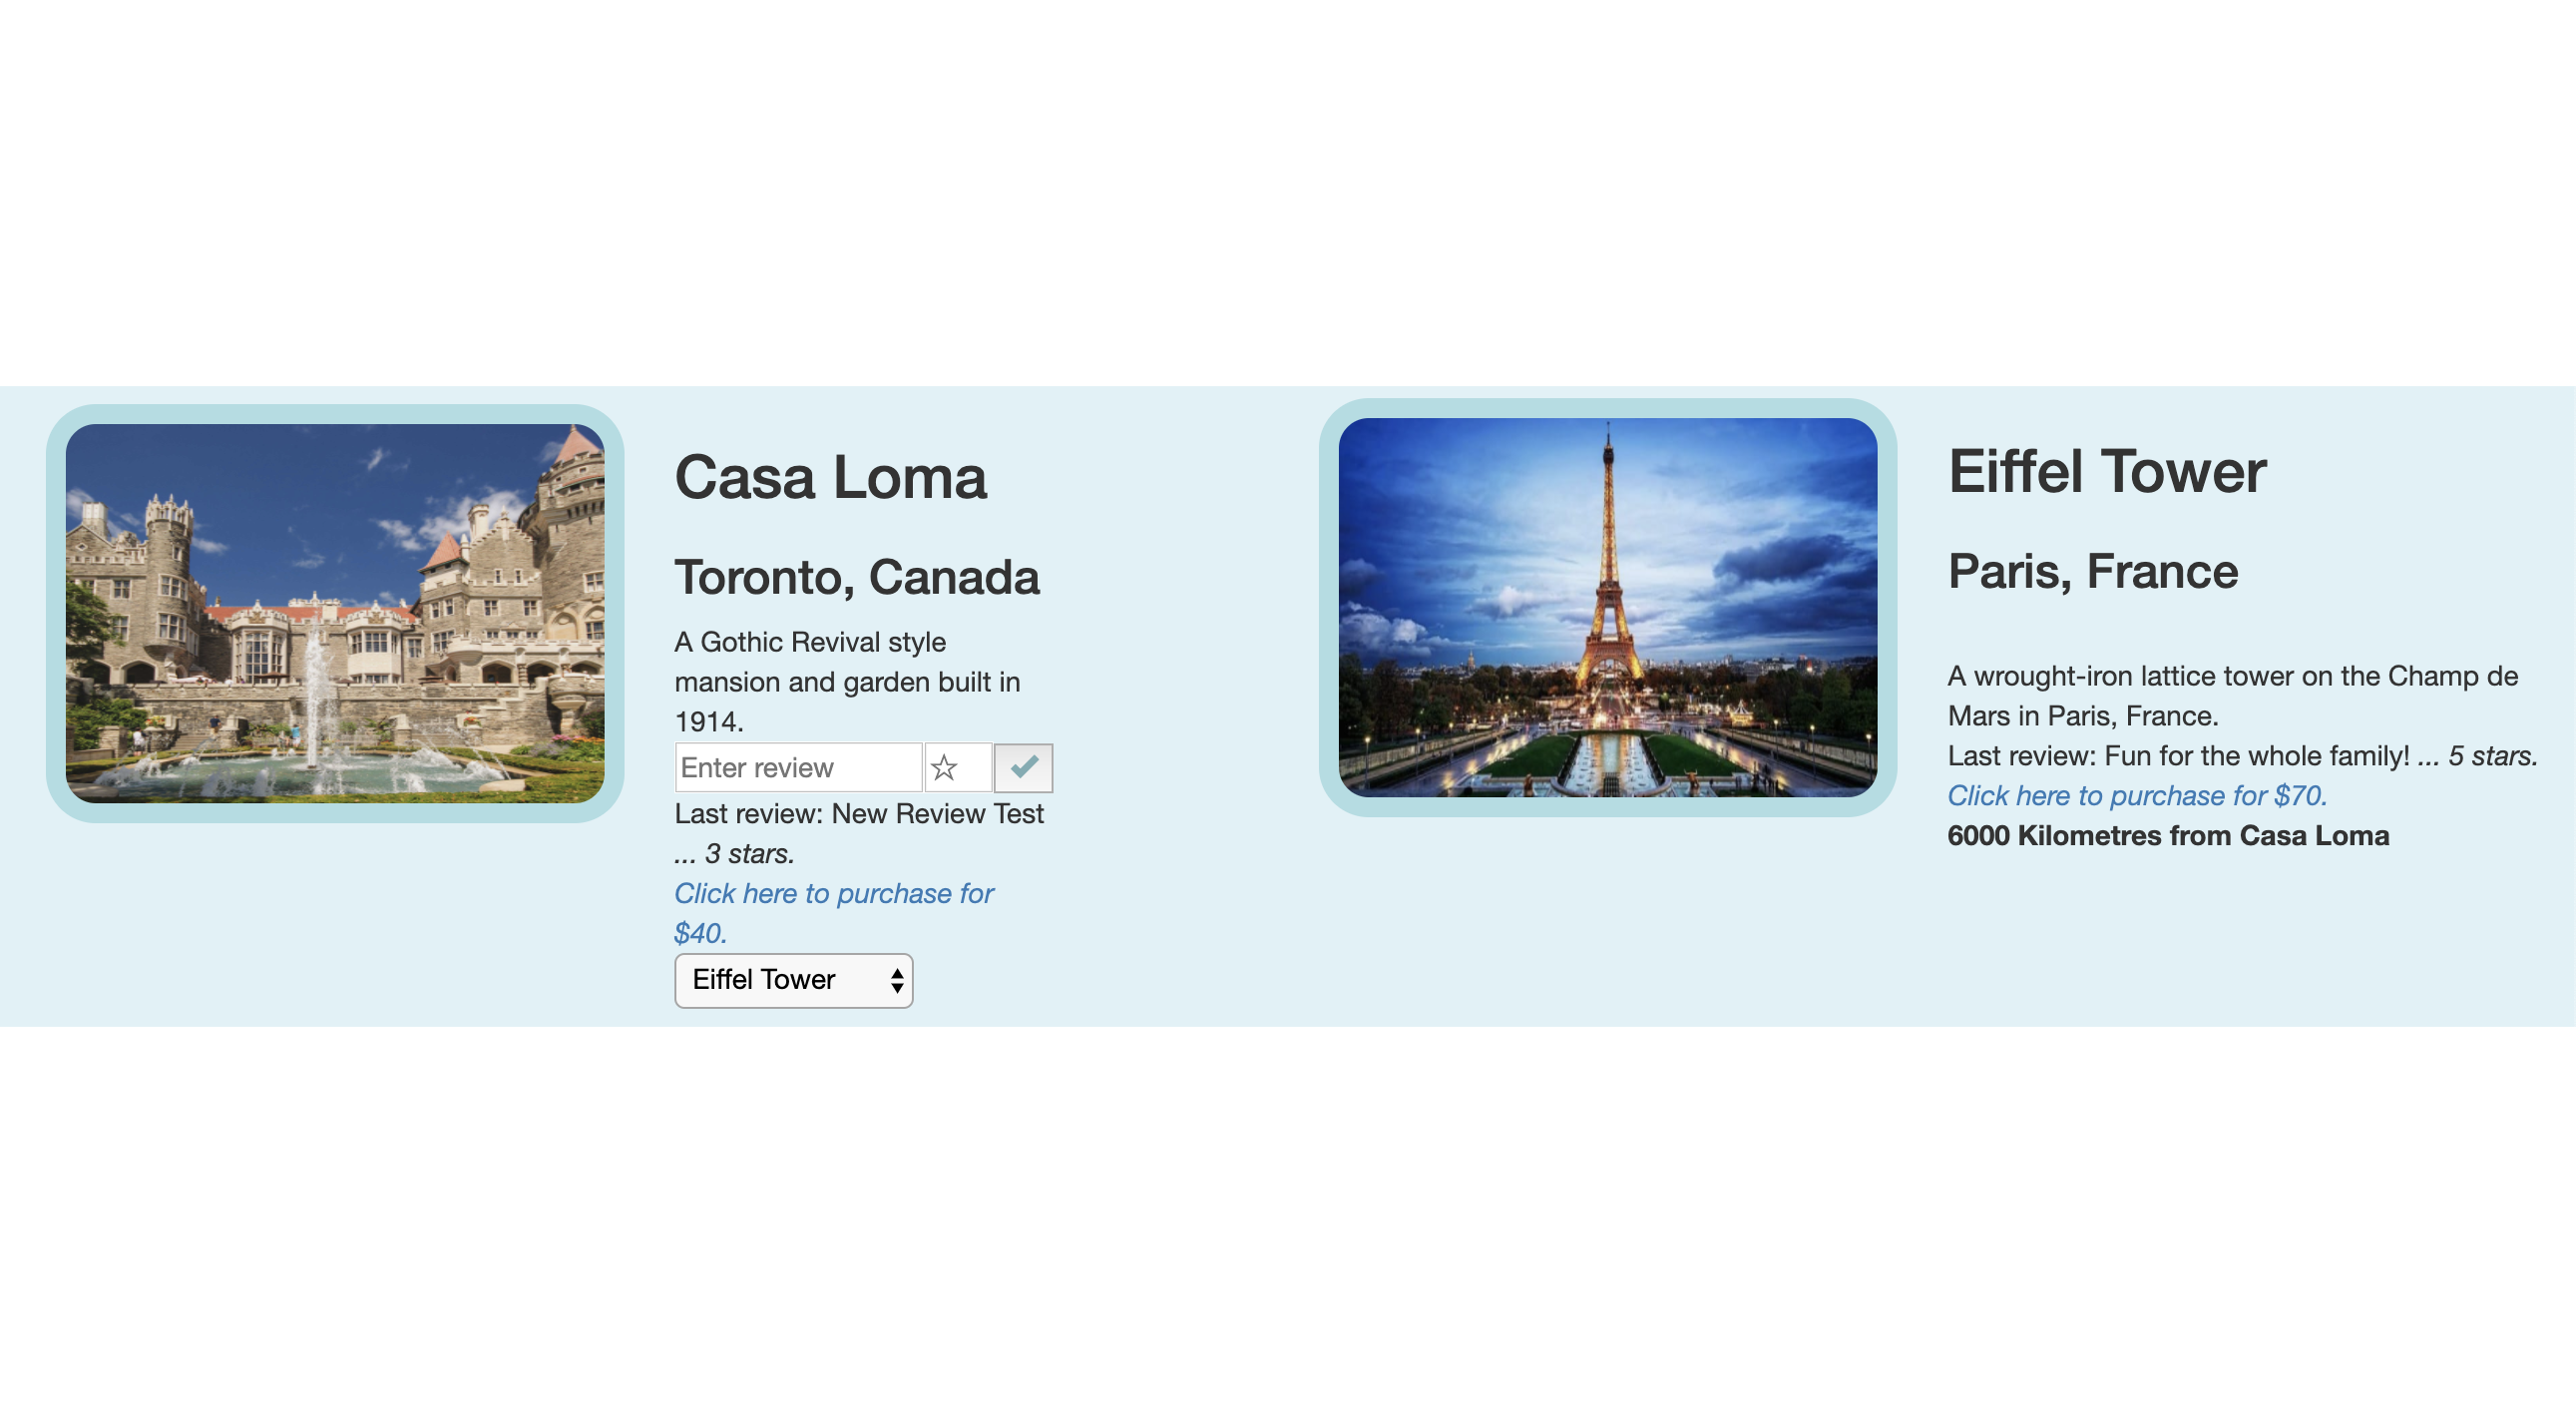 Casa Loma
Toronto, Canada
A Gothic Revival style
mansion and garden built in
1914.
Enter review ☆ ✔
Last review: New Review Test
... 3 stars.
Click here to purchase for
$40.
Eiffel Tower
Eiffel Tower
Paris, France
A wrought-iron lattice tower on the Champ de
Mars in Paris, France.
Last review: Fun for the whole family! ... 5 stars.
Click here to purchase for $70.
6000 Kilometres from Casa Loma